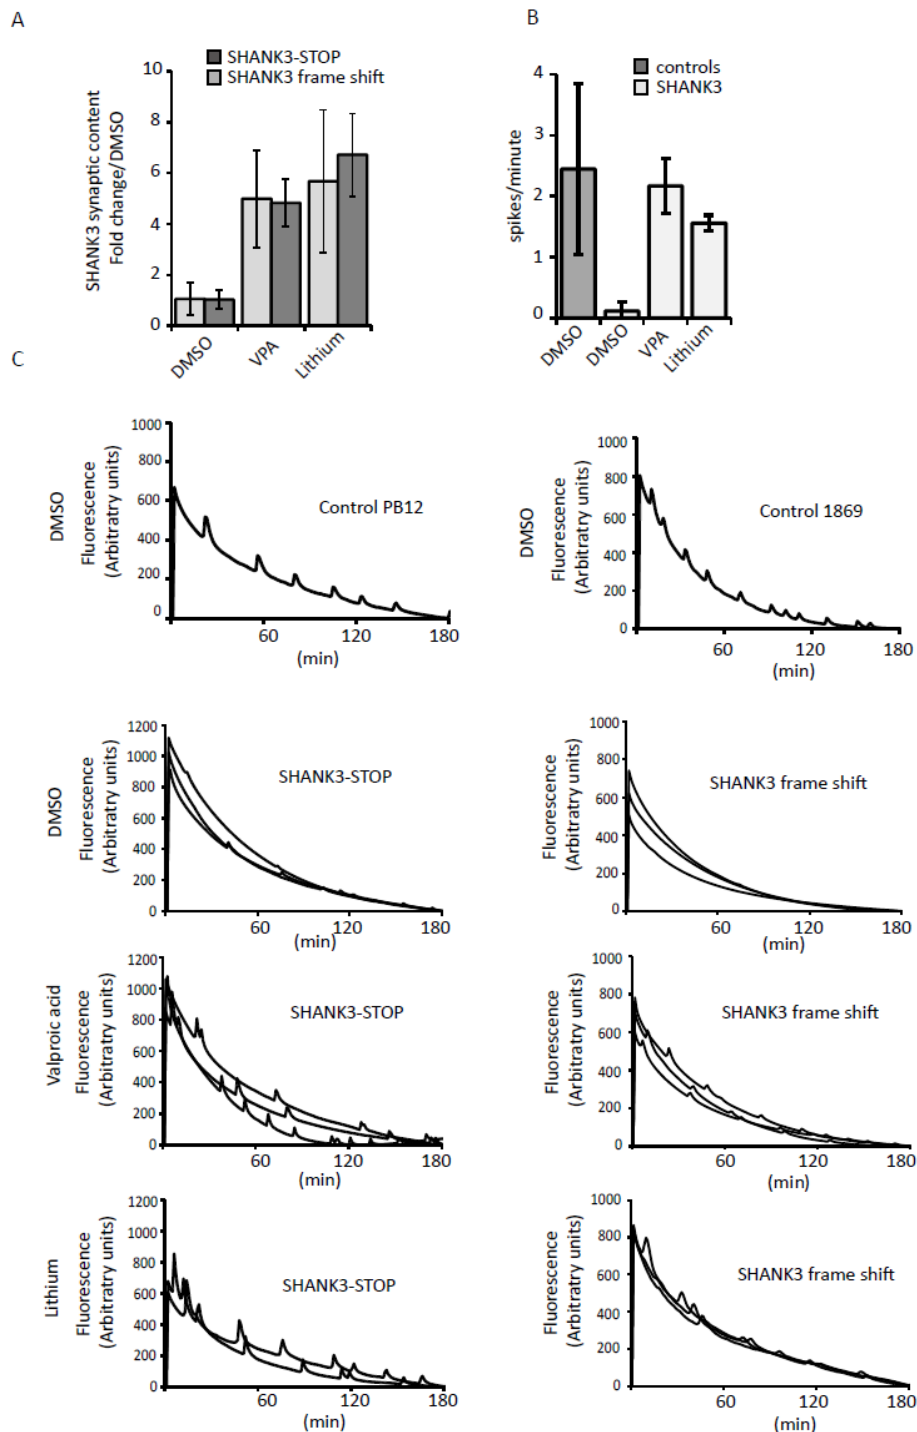 A
SHANK3-STOP
SHANK3 frame shift
SHANK3 synaptic content
Fold change/DMSO
10
8
6
4
2
0
DMSO
VPA
Lithium
B
controls
SHANK3
spikes/minute
4
3
2
1
0
DMSO
DMSO
VPA
Lithium
C
DMSO
Fluorescence
(Arbitratry units)
1000
800
600
400
200
0
Control PB12
60
120
180
(min)
DMSO
Fluorescence
(Arbitratry units)
1000
800
600
400
200
0
Control 1869
60
120
180
(min)
DMSO
Fluorescence
(Arbitratry units)
1200
1000
800
600
400
200
0
SHANK3-STOP
60
120
180
(min)
Fluorescence
(Arbitratry units)
1000
800
600
400
200
0
SHANK3 frame shift
60
120
180
(min)
Valproic acid
Fluorescence
(Arbitratry units)
1200
1000
800
600
400
200
0
SHANK3-STOP
60
120
180
(min)
Fluorescence
(Arbitratry units)
1000
800
600
400
200
0
SHANK3 frame shift
60
120
180
(min)
Lithium
Fluorescence
(Arbitratry units)
1200
1000
800
600
400
200
0
SHANK3-STOP
60
120
180
(min)
Fluorescence
(Arbitratry units)
1000
800
600
400
200
0
SHANK3 frame shift
60
120
180
(min)